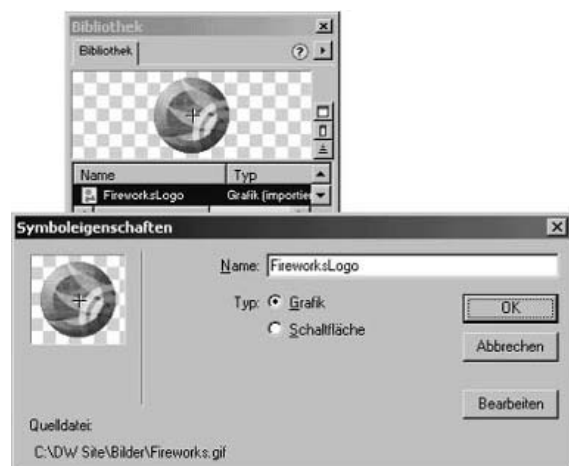 Bibliothek
Bibliothek
Name Typ
FireworksLogo Grafik (importier
Symboleigenschaften
Name: FireworksLogo
Typ: Grafik
Schaltfläche
OK
Abbrechen
Bearbeiten
Quelldatei:
C:\DW Site\Bilder\Fireworks.gif